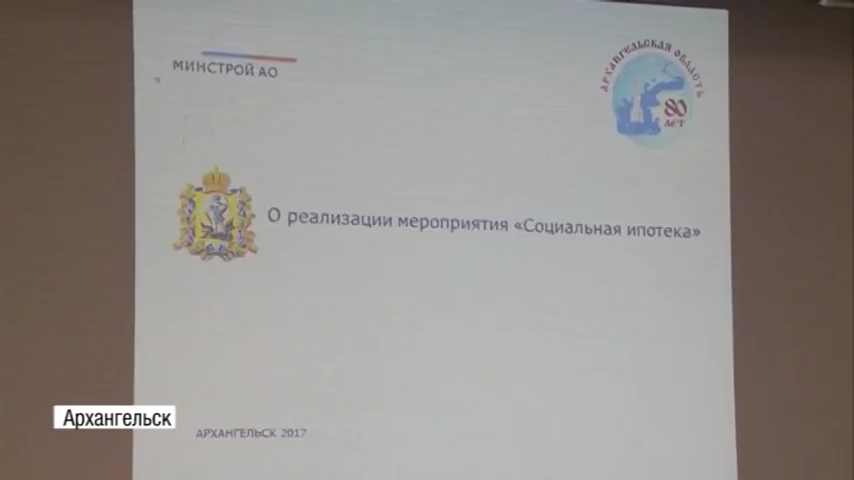 МИНСТРОЙ АО
АРХАНГЕЛЬСКАЯ ОБЛАСТЬ
80
ЛЕТ
О реализации мероприятия «Социальная ипотека»
Архангельск
АРХАНГЕЛЬСК 2017